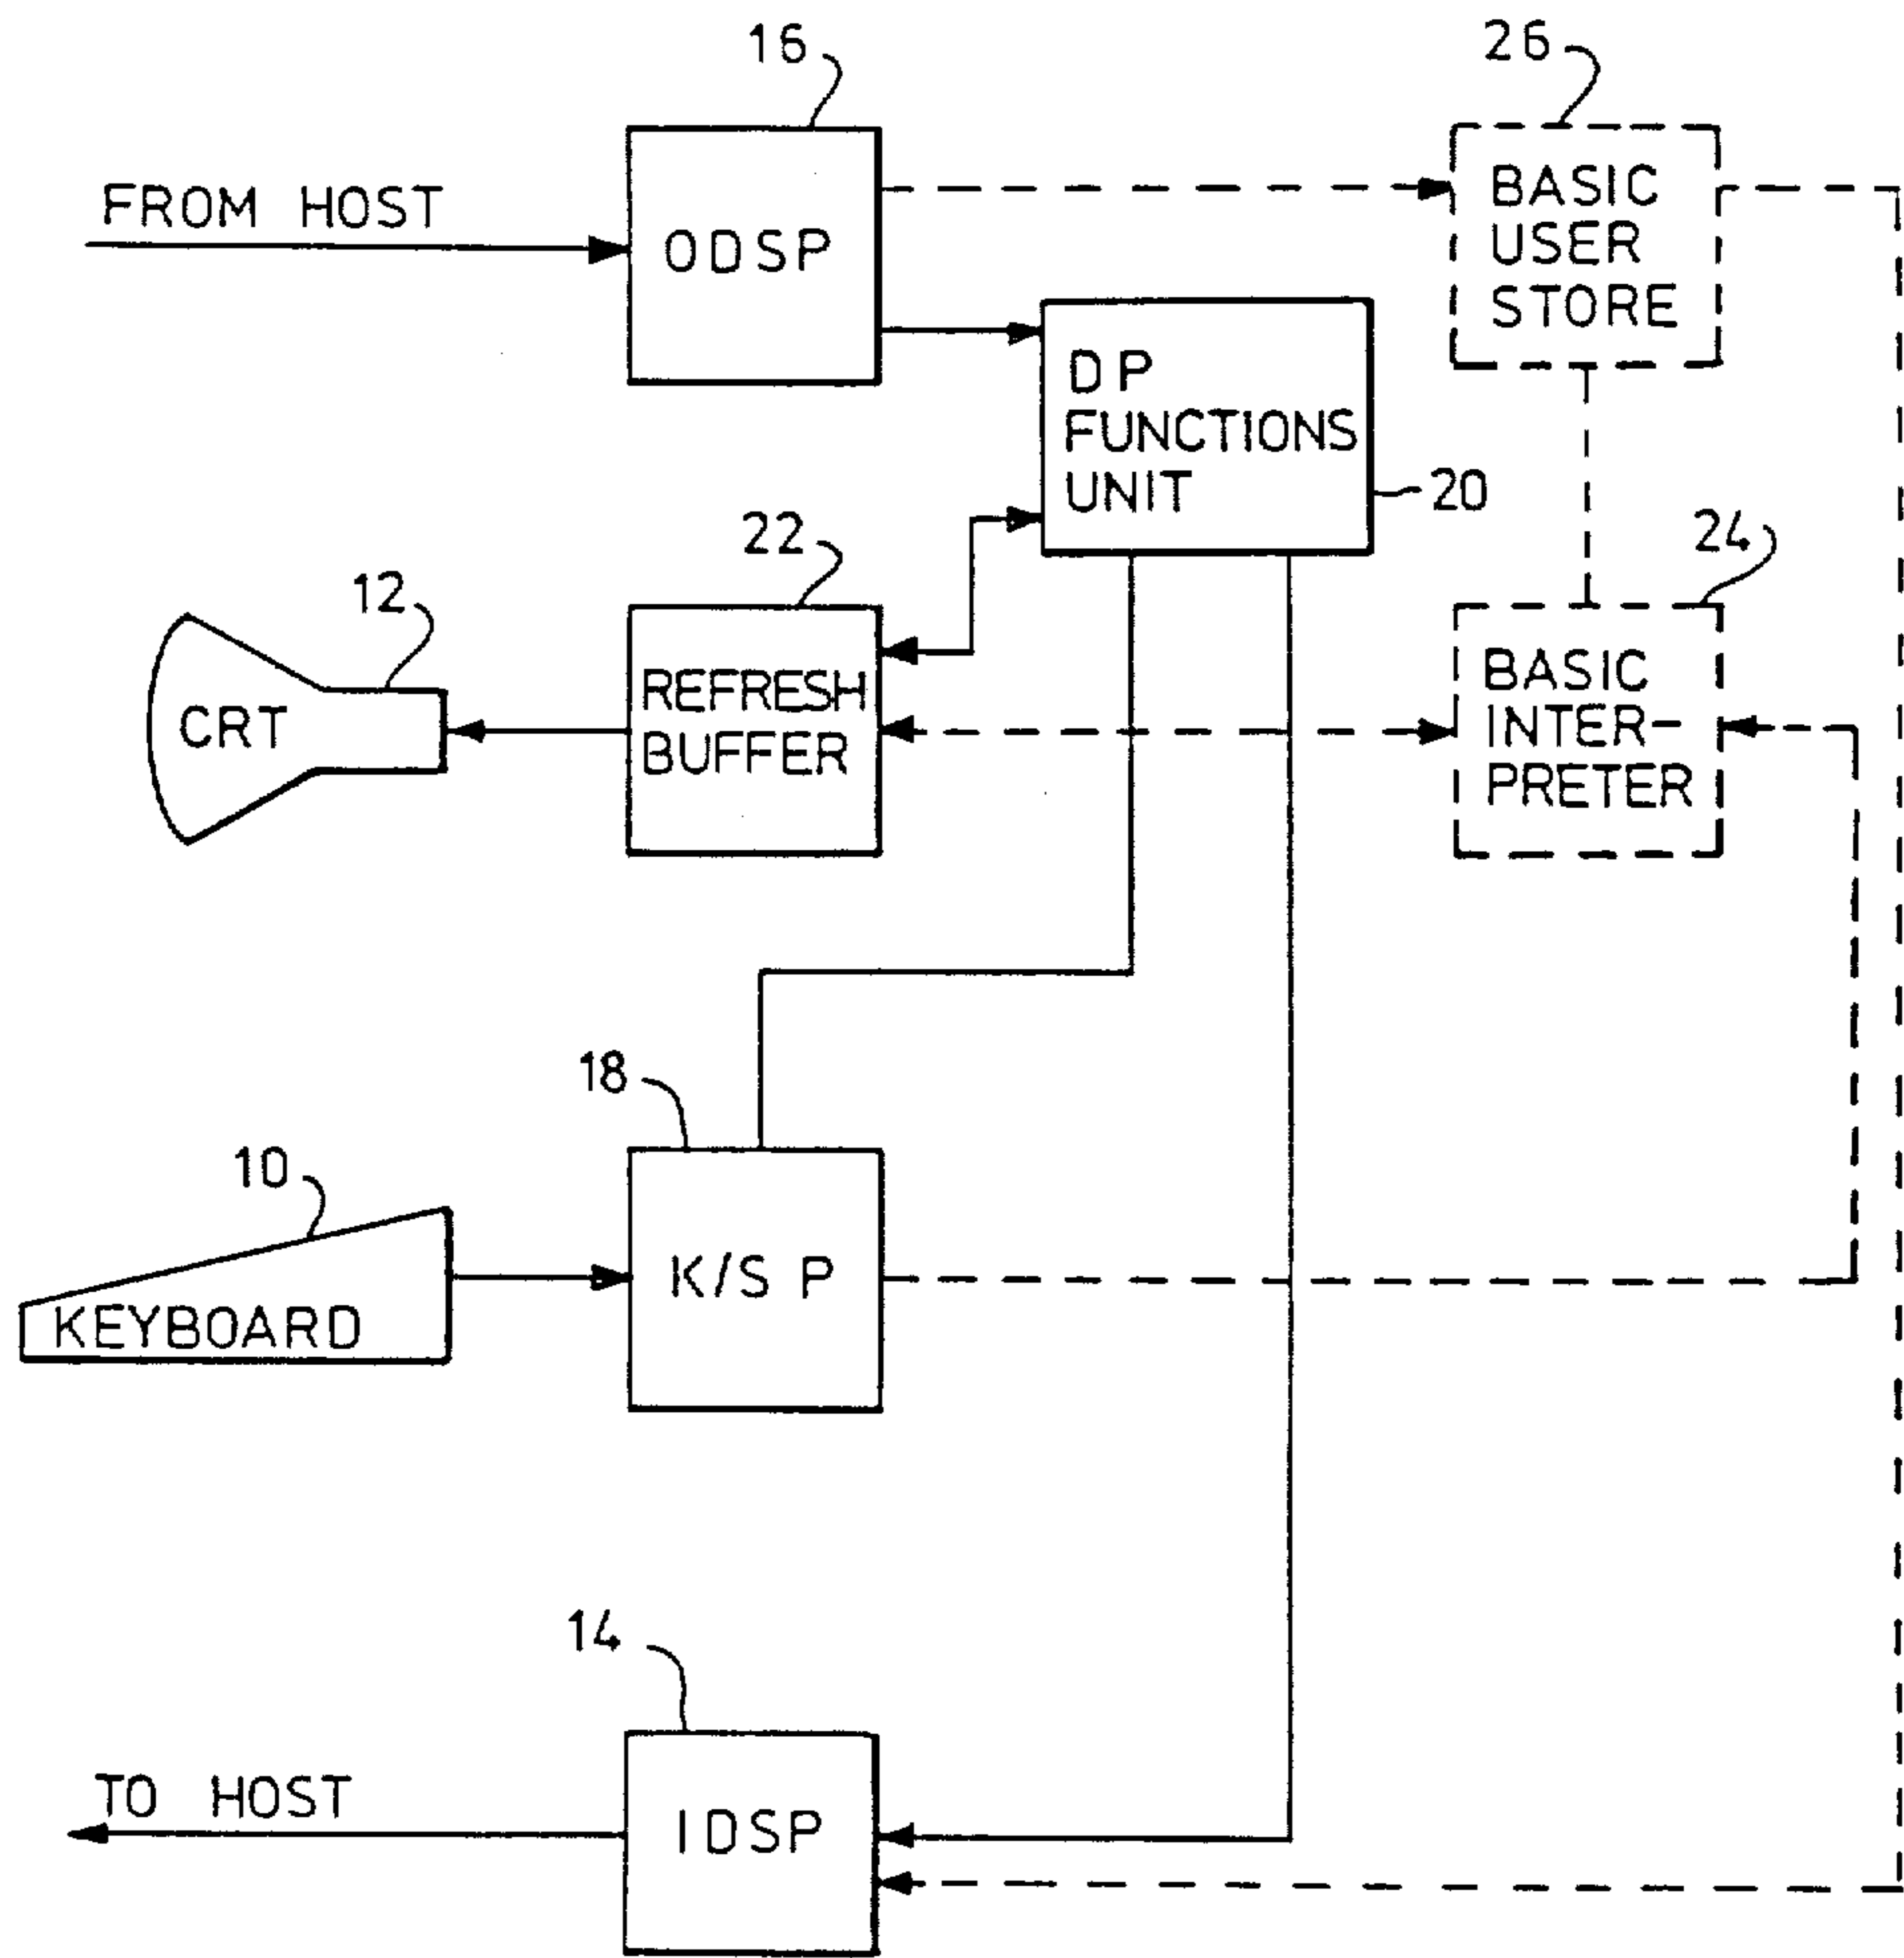 16
26
FROM HOST
ODSP
BASIC
USER
STORE
DP
FUNCTIONS
UNIT
20
22
24
12
CRT
REFRESH
BUFFER
BASIC
INTER-
PRETER
18
10
K/S P
KEYBOARD
14
TO HOST
IDSP